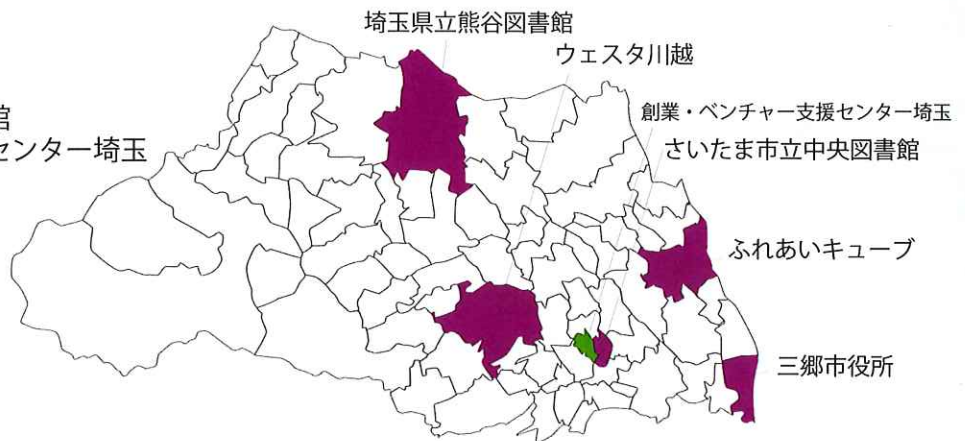 埼玉県立熊谷図書館
ウェスタ川越
創業・ベンチャー支援センター埼玉
館
センター埼玉
さいたま市立中央図書館
ふれあいキューブ
三郷市役所